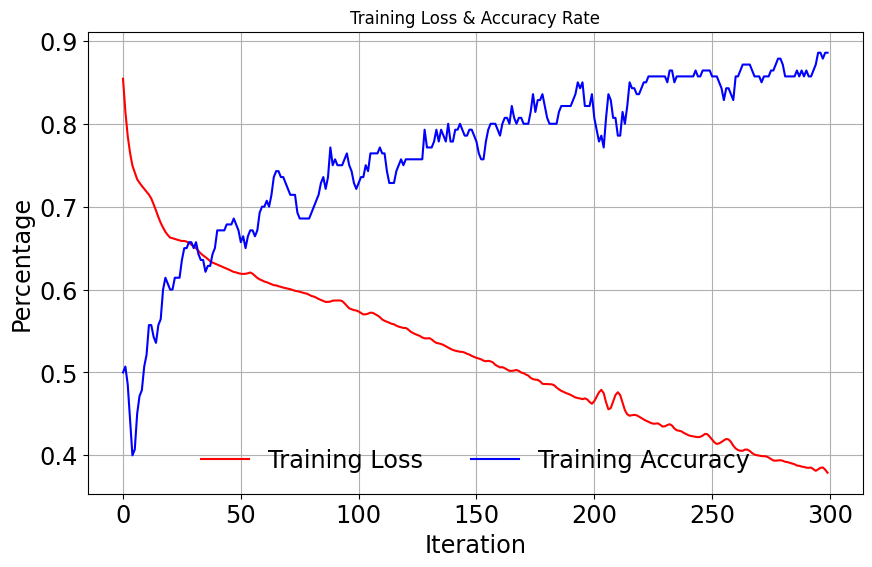 Training Loss & Accuracy Rate
0.9
0.8
0.7
0.6
0.5
0.4
Percentage
Training Loss Training Accuracy
0 50 100 150 200 250 300
Iteration